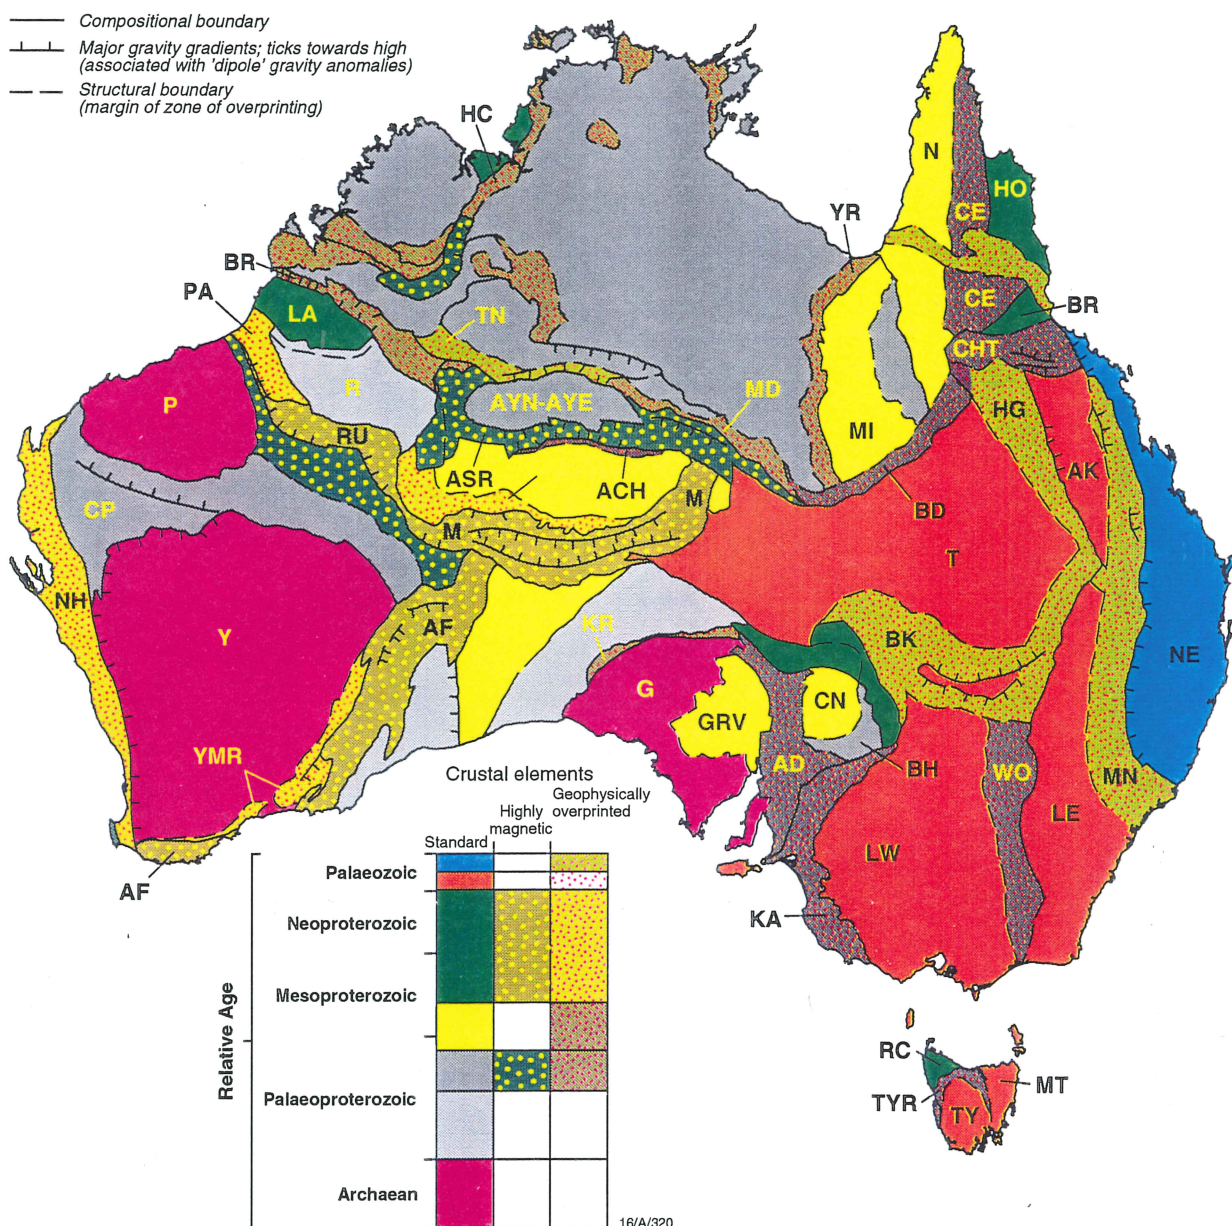 Compositional boundary
Major gravity gradients; ticks towards high
(associated with 'dipole' gravity anomalies)
Structural boundary
(margin of zone of overprinting)
HC
N
HO
CE
YR
BR
PA
LA
TN
CE
BR
CHT
R
P
AYN-AYE
MD
HG
RU
MI
AK
ASR
ACH
M
CP
M
BD
T
NH
Y
AF
KR
BK
NE
G
CN
GRV
YMR
AD
BH
WO
MN
LE
LW
AF
KA
RC
MT
TYR
TY
Crustal elements
Standard
Highly
magnetic
Geophysically
overprinted
Relative Age
Palaeozoic
Neoproterozoic
Mesoproterozoic
Palaeoproterozoic
Archaean
16/A/320